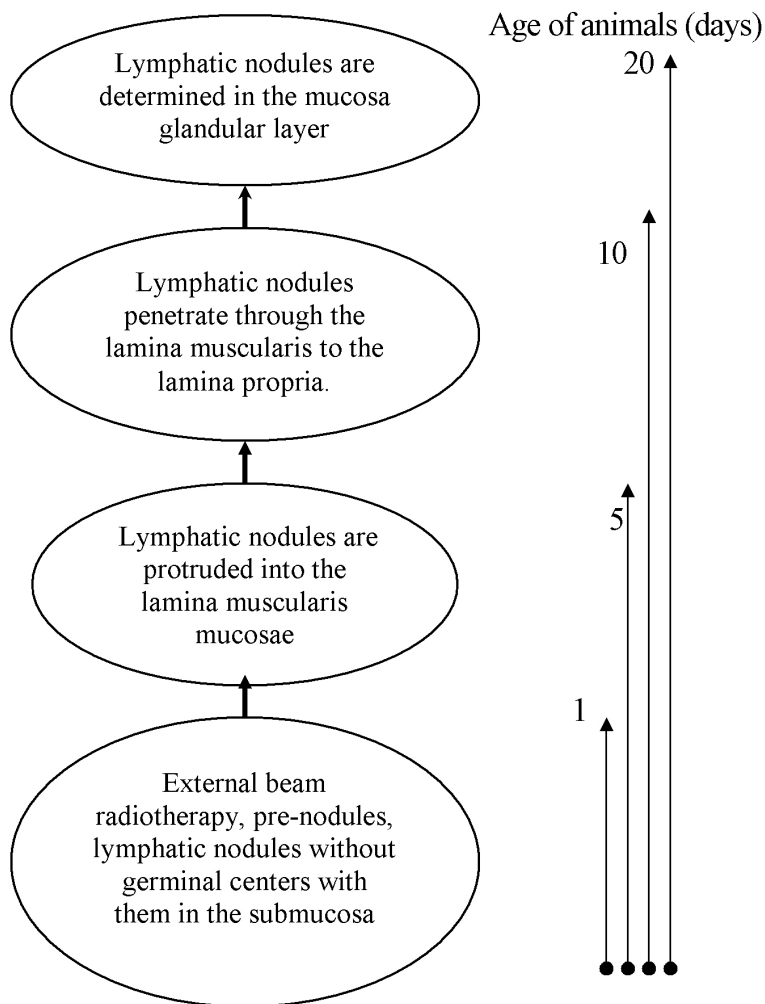 Age of animals (days)
20
Lymphatic nodules are
determined in the mucosa
glandular layer
10
Lymphatic nodules
penetrate through the
lamina muscularis to the
lamina propria.
5
Lymphatic nodules are
protruded into the
lamina muscularis
mucosae
1
External beam
radiotherapy, pre-nodules,
lymphatic nodules without
germinal centers with
them in the submucosa